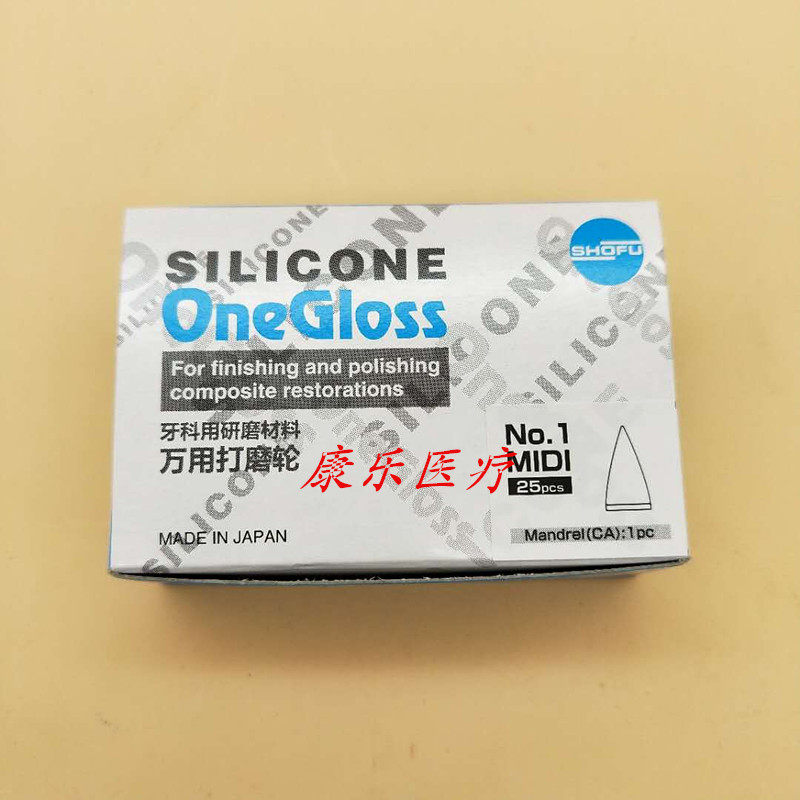 SHOFU
SILICONE
OneGloss
For finishing and polishing
composite restorations
牙科用研磨材料
万用打磨轮
康乐医疗
MADE IN JAPAN
No.1
MIDI
25pcs
Mandrel(CA):1pc